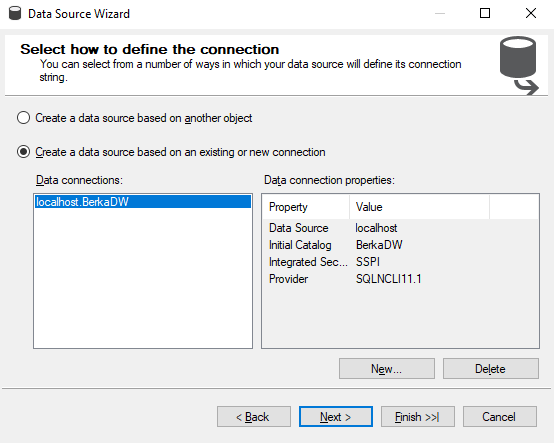 Data Source Wizard
Select how to define the connection
You can select from a number of ways in which your data source will define its connection
string.
Create a data source based on another object
Create a data source based on an existing or new connection
Data connections:
Data connection properties:
localhost.BerkaDW
Property Value
Data Source localhost
Initial Catalog BerkaDW
Integrated Sec... SSPI
Provider SQLNCLI11.1
New...
Delete
< Back
Next >
Finish >>|
Cancel